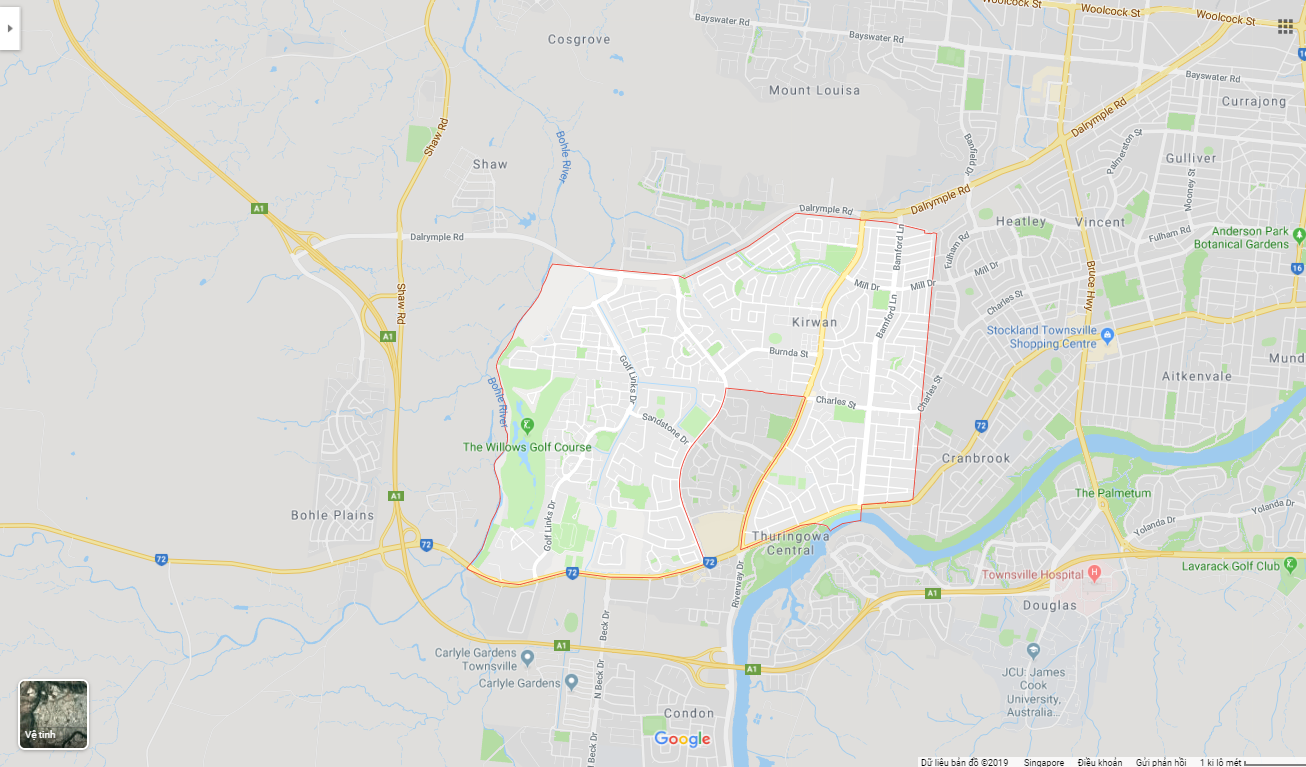 Woolcock St
Woolcock St
Woolcock St
Bayswater Rd
Bayswater Rd
Cosgrove
16
Bayswater Rd
Mount Louisa
Currajong
Dalrymple Rd
Shaw Rd
Palmerston St
Banfield Dr
Bohle River
Gulliver
Shaw
Mooney St
Dalrymple Rd
A1
Dalrymple Rd
Heatley
Vincent
Anderson Park
Botanical Gardens
Fulham Rd
Fulham Rd
Bamford Ln
Dalrymple Rd
Mill Dr
16
Bruce Hwy
Mill Dr
Mill Dr
Shaw Rd
Charles St
Bamford Ln
Kirwan
A1
Stockland Townsville
Shopping Centre
Burnda St
Mund
Golf Links Dr
Aitkenvale
Bohle River
Charles St
Charles St
Sandstone Dr
72
The Willows Golf Course
Cranbrook
A1
The Palmetum
Bohle Plains
Golf Links Dr
Yolanda Dr
Yolanda Dr
Thuringowa
Central
72
72
72
72
Riverway Dr
Townsville Hospital
Lavarack Golf Club
A1
Douglas
Beck Dr
A1
Carlyle Gardens
Townsville
A1
N Beck Dr
Carlyle Gardens
JCU: James
Cook
University,
Australia...
Condon
Vệ tinh
Google
Beck Dr
Dữ liệu bản đồ ©2019 Singapore Điều khoản Gửi phản hồi 1 ki lô mét